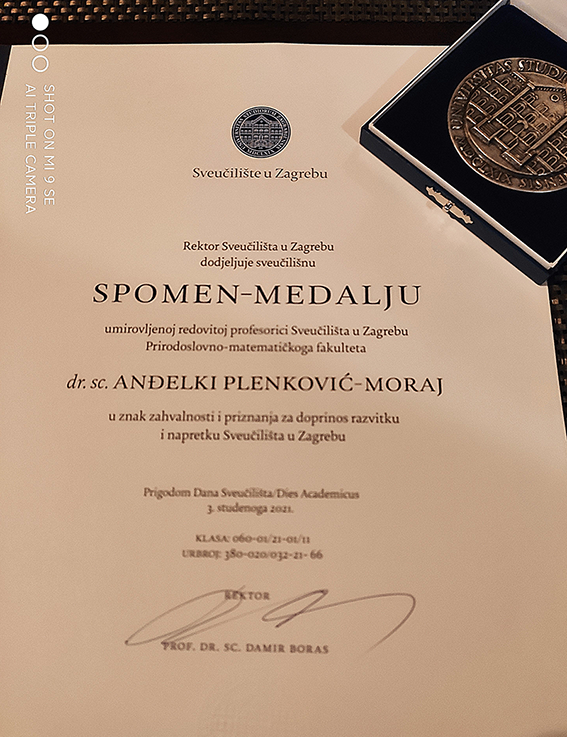 SHOT ON MI 9 SE
AI TRIPLE CAMERA
UNIVERSITAS STUDI
Sveučilište u Zagrebu
Rektor Sveučilišta u Zagrebu
dodjeljuje sveučilišnu
SPOMEN-MEDALJU
umirovljenoj redovitoj profesorici Sveučilišta u Zagrebu
Prirodoslovno-matematičkoga fakulteta
dr. sc. ANĐELKI PLENKOVIĆ-MORAJ
u znak zahvalnosti i priznanja za doprinos razvitku
i napretku Sveučilišta u Zagrebu
Prigodom Dana Sveučilišta/Dies Academicus
3. studenoga 2021.
KLASA: 060-01/21-01/11
URBROJ: 380-020/032-21-66
REKTOR
PROF. DR. SC. DAMIR BORAS